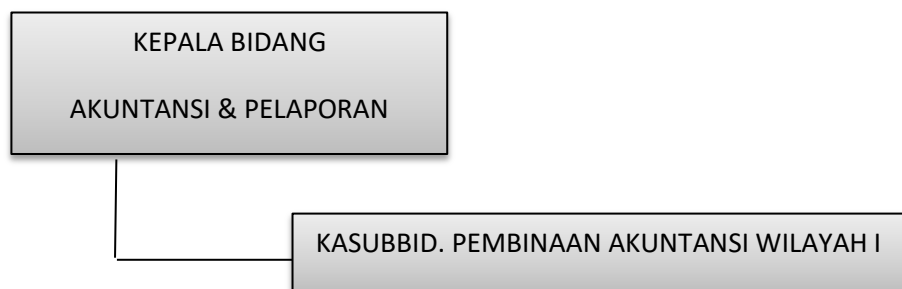 KEPALA BIDANG
AKUNTANSI & PELAPORAN
KASUBBID. PEMBINAAN AKUNTANSI WILAYAH I